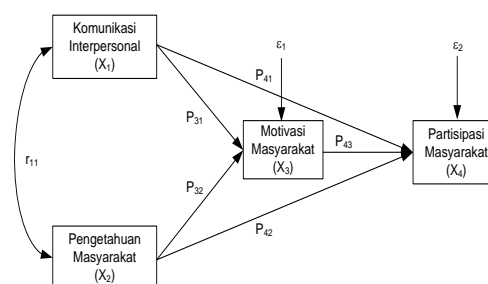 Komunikasi
Interpersonal
(X1)
ε1
ε2
P41
P31
Motivasi
Masyarakat
(X3)
P43
Partisipasi
Masyarakat
(X4)
r11
P32
P42
Pengetahuan
Masyarakat
(X2)